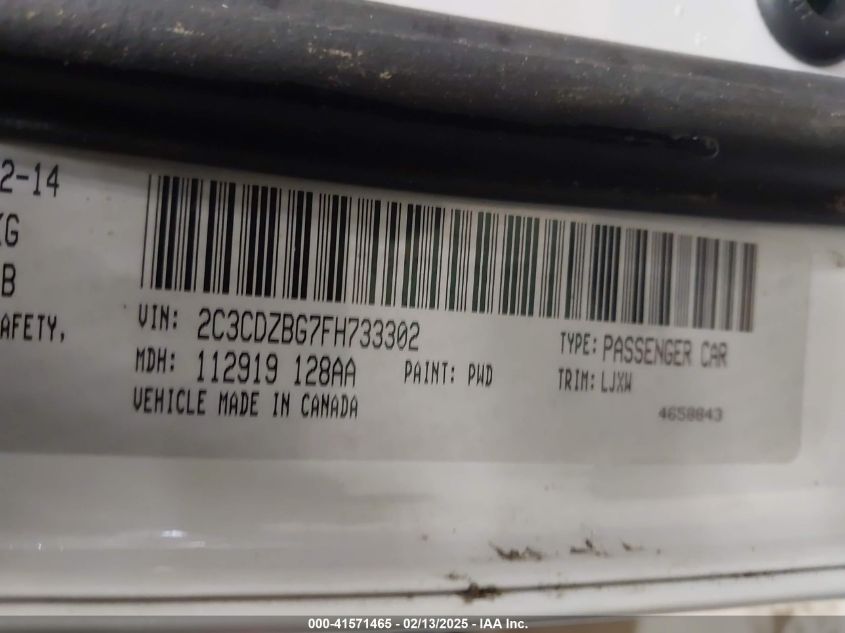 2-14
KG
B
AFETY,
VIN: 2C3CDZBG7FH733302
TYPE: PASSENGER CAR
MDH: 112919 128AA
PAINT: PWD
TRIM: LJXW
VEHICLE MADE IN CANADA
4658843
000-41571465 - 02/13/2025 - IAA Inc.